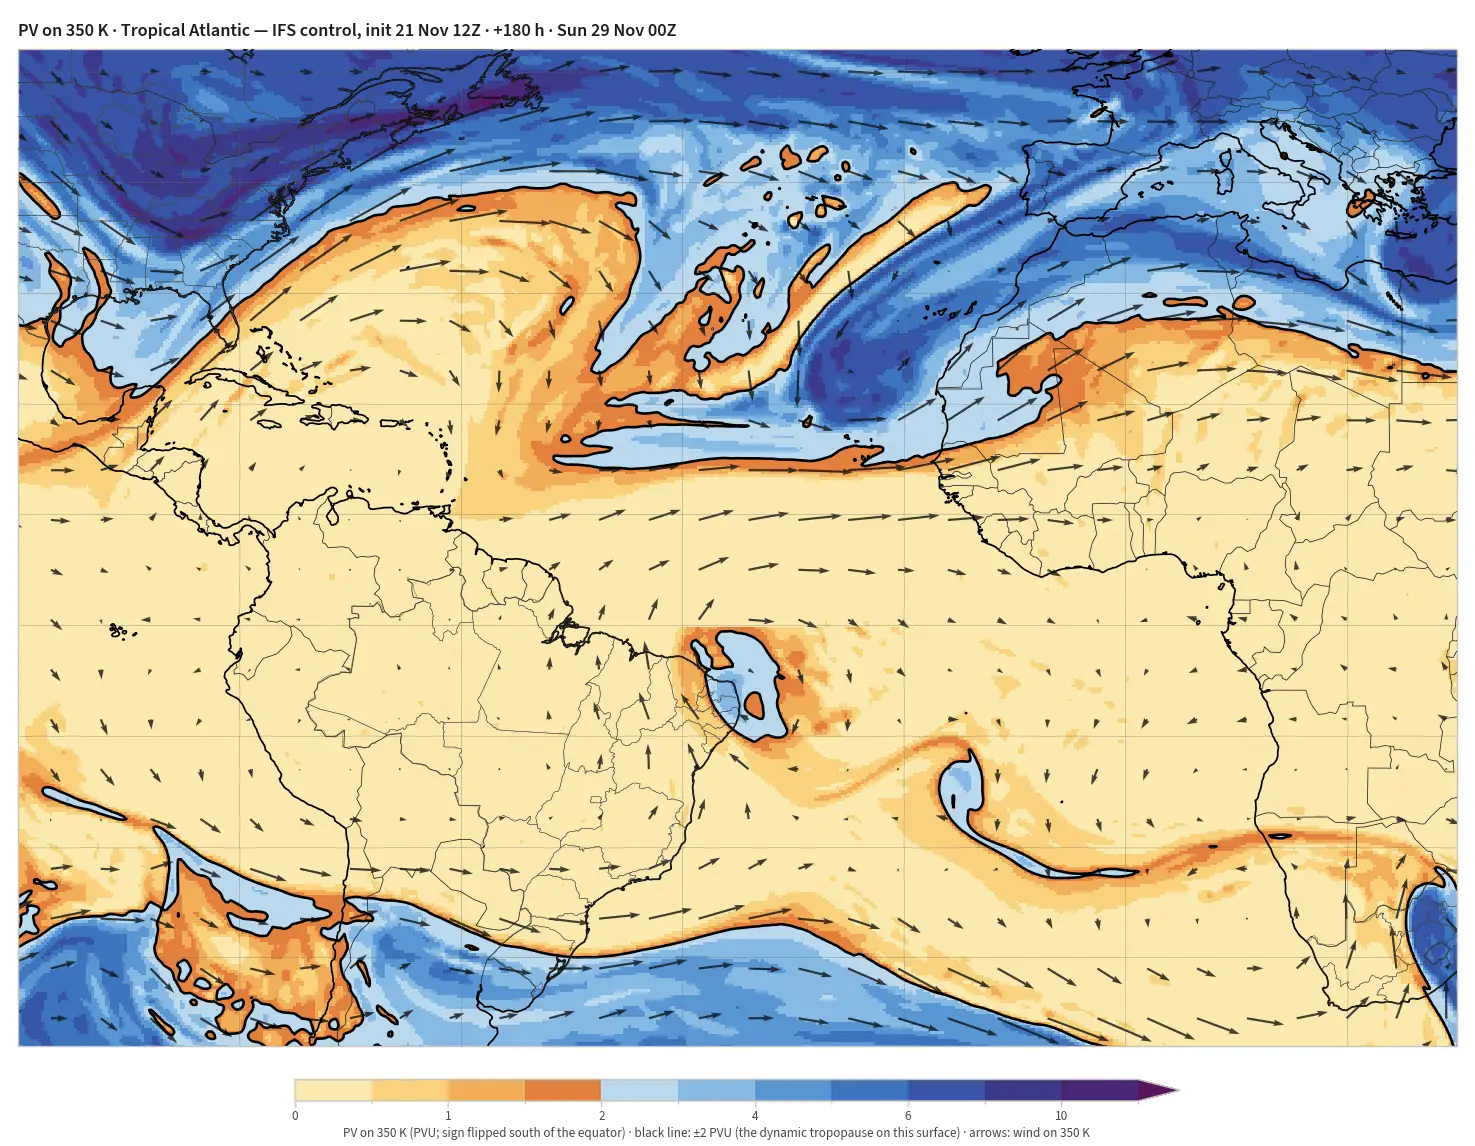 PV on 350 K · Tropical Atlantic — IFS control, init 21 Nov 12Z · +180 h · Sun 29 Nov 00Z
0 1 2 4 6 10
PV on 350 K (PVU; sign flipped south of the equator) · black line: ±2 PVU (the dynamic tropopause on this surface) · arrows: wind on 350 K